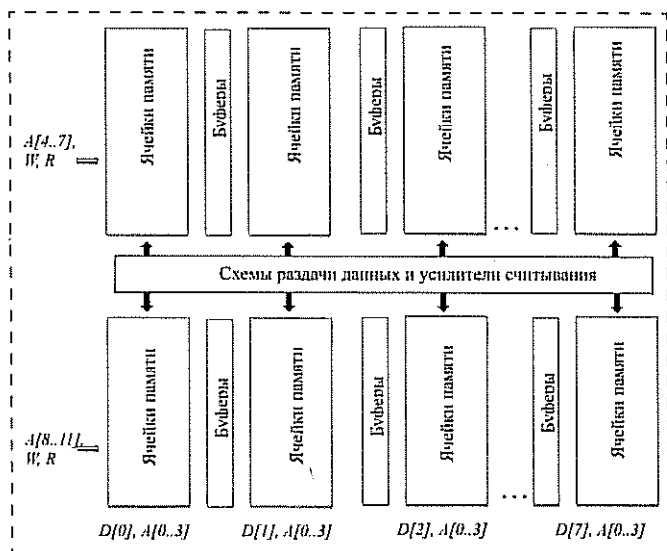 Ячейки памяти
Буферы
Ячейки памяти
Буферы
Ячейки памяти
...
Буферы
Ячейки памяти
A[4..7],
W, R
Схемы раздачи данных и усилители считывания
Ячейки памяти
Буферы
Ячейки памяти
Буферы
Ячейки памяти
...
Буферы
Ячейки памяти
A[8..11],
W, R
D[0], A[0..3]
D[1], A[0..3]
D[2], A[0..3]
D[7], A[0..3]